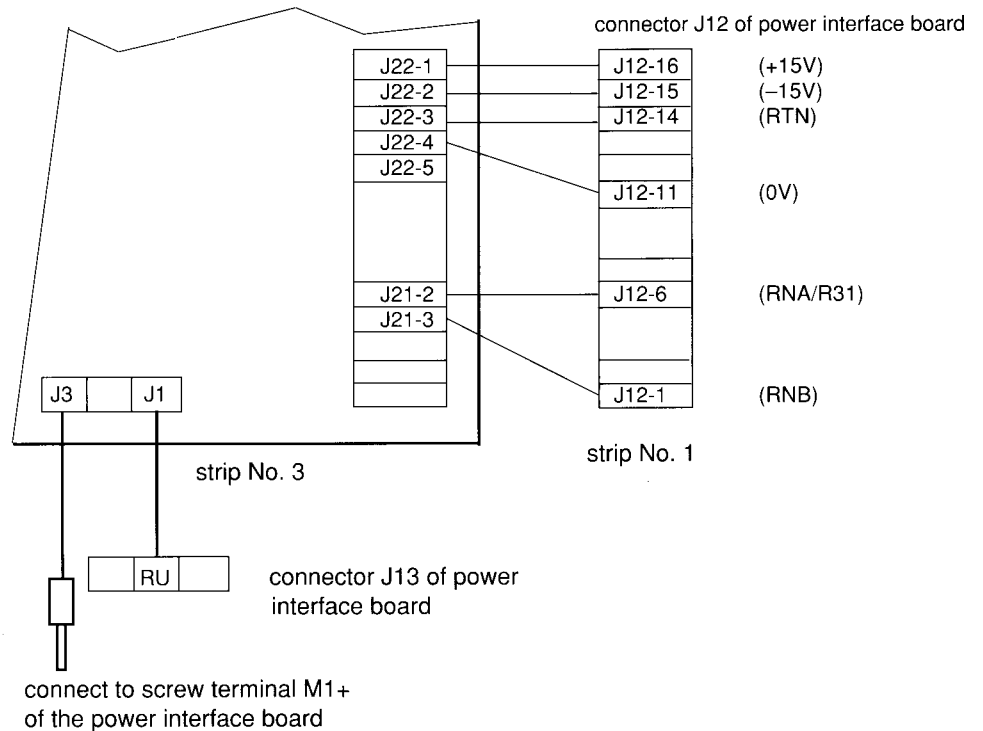 connector J12 of power interface board
J22-1 J12-16 (+15V)
J22-2 J12-15 (–15V)
J22-3 J12-14 (RTN)
J22-4
J22-5
J12-11 (0V)
J21-2 J12-6 (RNA/R31)
J21-3
J3 J1
J12-1 (RNB)
strip No. 3
strip No. 1
RU
connector J13 of power
interface board
connect to screw terminal M1+
of the power interface board